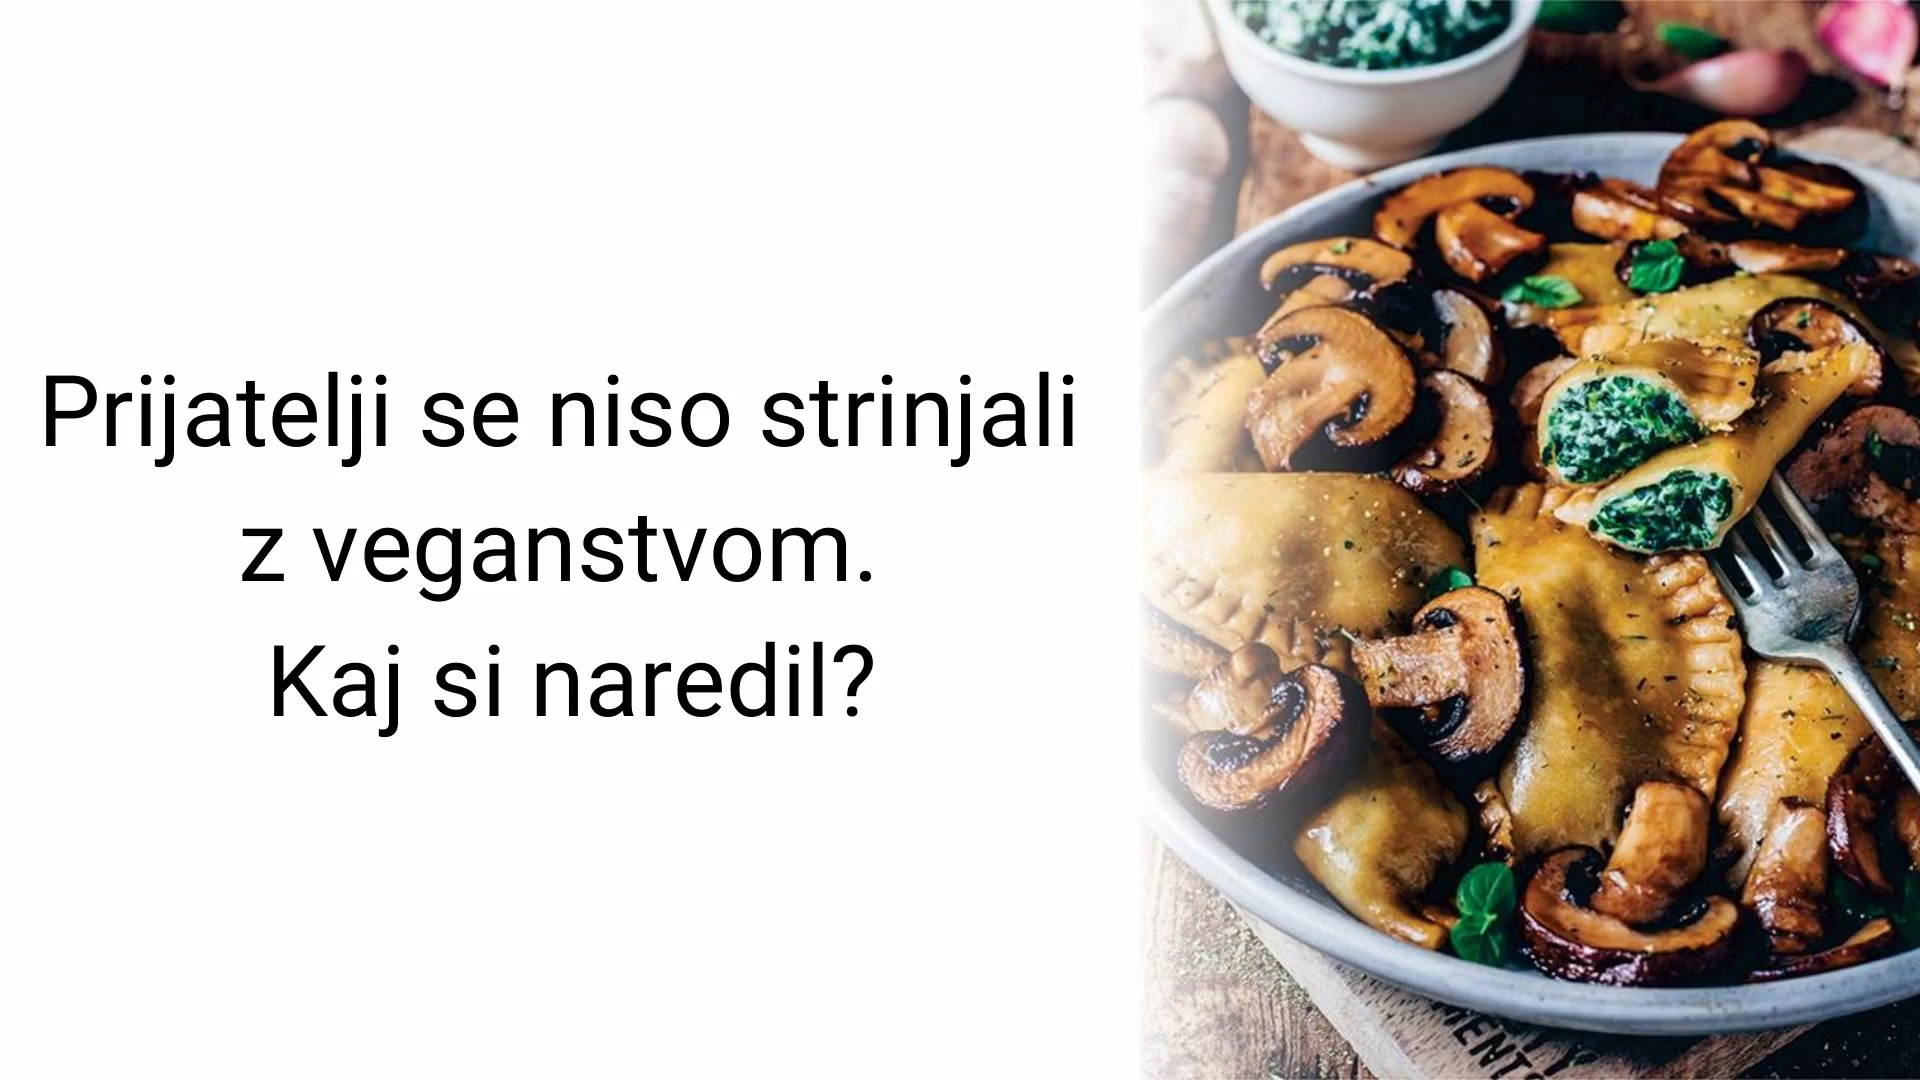 Prijatelji se niso strinjali
z veganstvom.
Kaj si naredil?